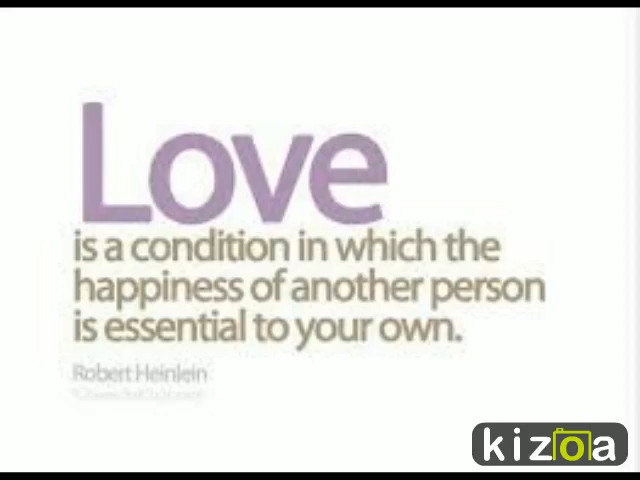 Love
is a condition in which the
happiness of another person
is essential to your own.
Robert Heinlein
kizoa